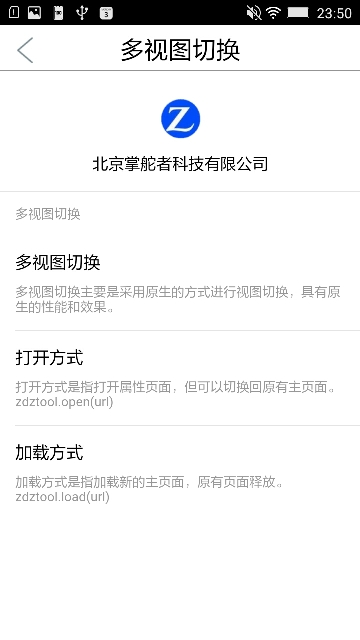 3
23:50
多视图切换
Z
北京掌舵者科技有限公司
多视图切换
多视图切换
多视图切换主要是采用原生的方式进行视图切换，具有原
生的性能和效果。
打开方式
打开方式是指打开属性页面，但可以切换回原有主页面。
zdztool.open(url)
加载方式
加载方式是指加载新的主页面，原有页面释放。
zdztool.load(url)